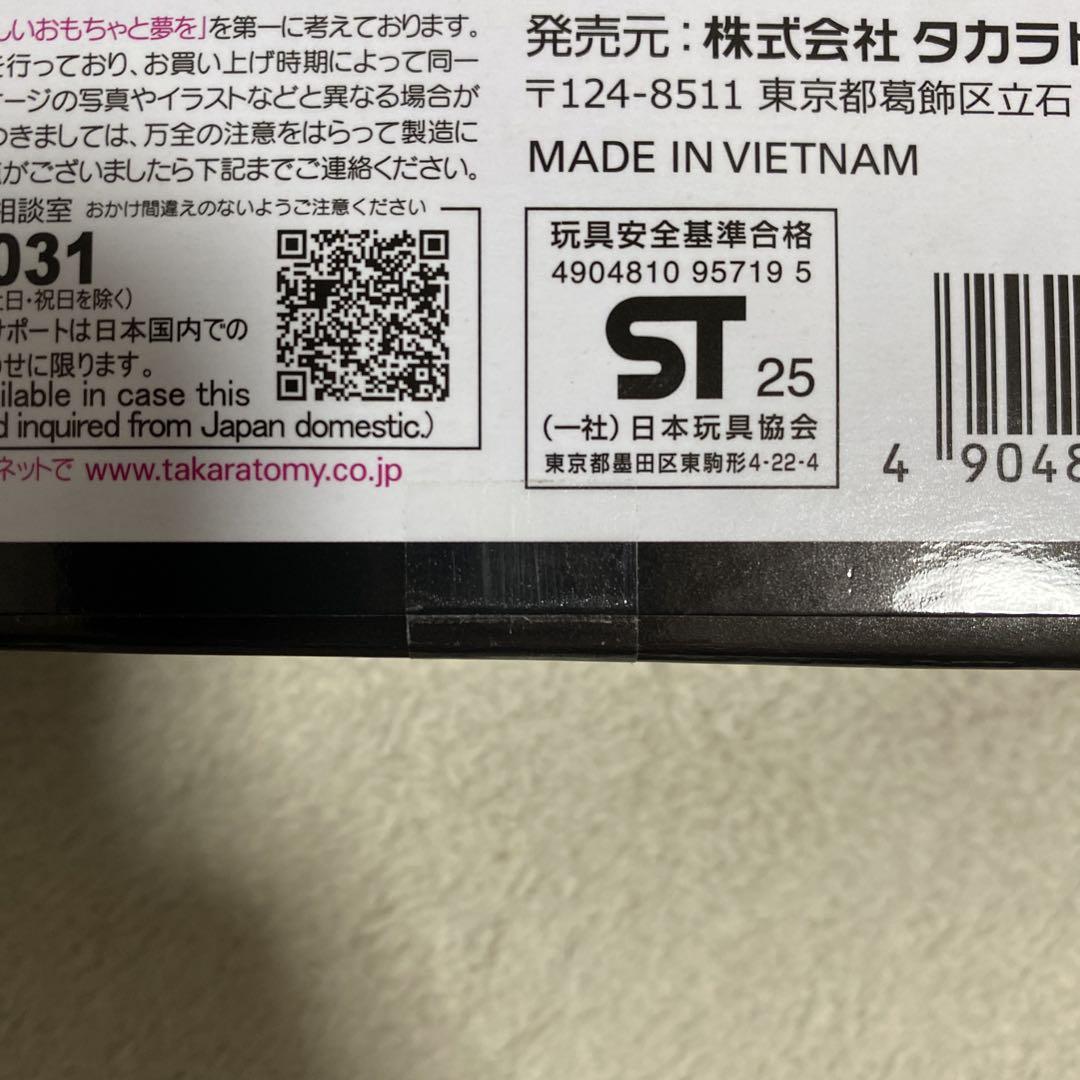 しいおもちゃと夢を」を第一に考えております。
を行っており、お買い上げ時期によって同一
ージの写真やイラストなどと異なる場合が
つきましては、万全の注意をはらって製造に
がございましたら下記までご連絡ください。
相談室 おかけ間違えのないようご注意ください
031
土日・祝日を除く)
サポートは日本国内での
わせに限ります。
ilable in case this
d inquired from Japan domestic.)
ネットで www.takaratomy.co.jp
発売元:株式会社 タカラト
〒124-8511 東京都葛飾区立石
MADE IN VIETNAM
玩具安全基準合格
4904810 95719 5
ST 25
(一社)日本玩具協会
東京都墨田区東駒形4-22-4
4 9048